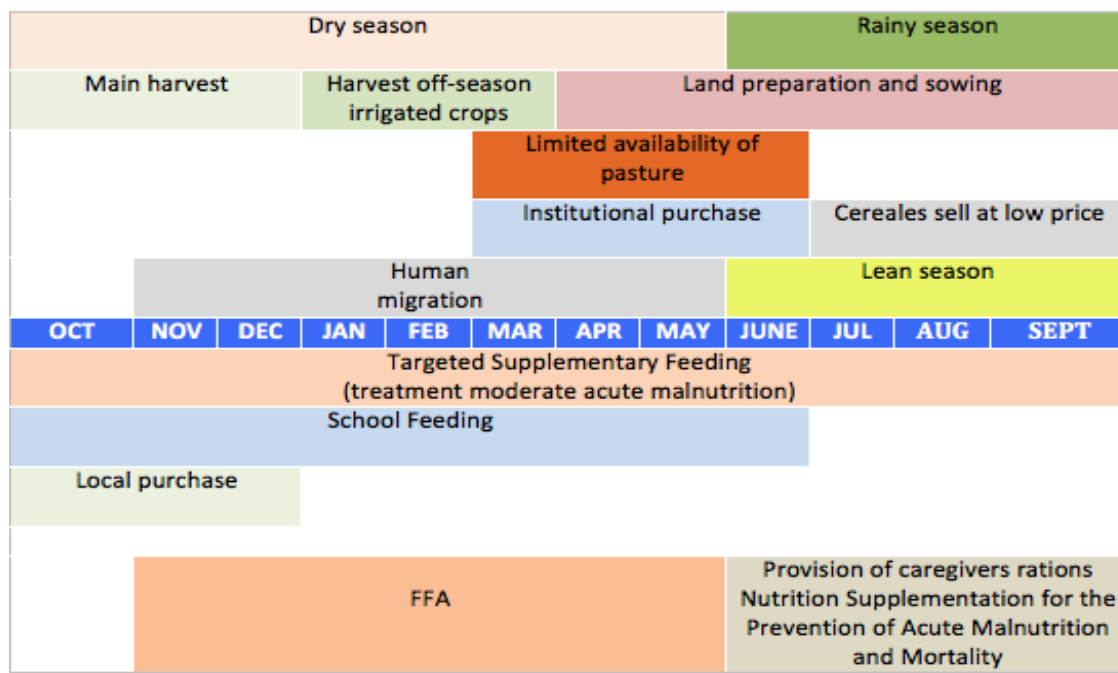 Dry season
Rainy season
Main harvest
Harvest off-season
irrigated crops
Land preparation and sowing
Limited availability of
pasture
Institutional purchase
Cereales sell at low price
Human
migration
Lean season
OCT NOV DEC JAN FEB MAR APR MAY JUNE JUL AUG SEPT
Targeted Supplementary Feeding
(treatment moderate acute malnutrition)
School Feeding
Local purchase
FFA
Provision of caregivers rations
Nutrition Supplementation for the
Prevention of Acute Malnutrition
and Mortality